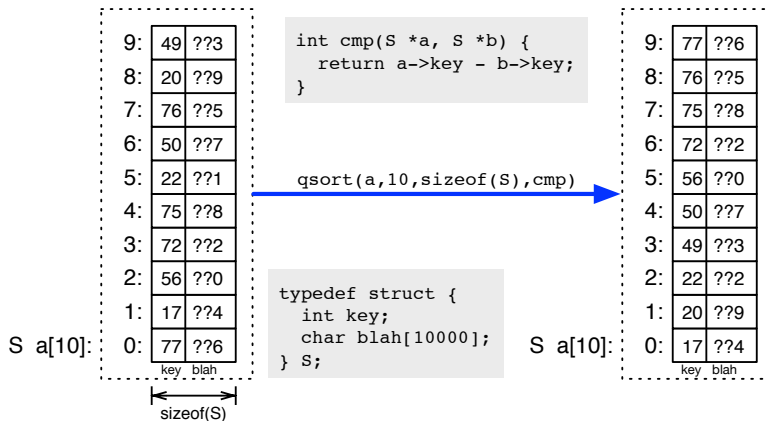 9: 49 ??3
8: 20 ??9
7: 76 ??5
6: 50 ??7
5: 22 ??1
4: 75 ??8
3: 72 ??2
2: 56 ??0
1: 17 ??4
S a[10]: 0: 77 ??6
key blah
sizeof(S)
int cmp(S *a, S *b) {
return a->key - b->key;
}
qsort(a,10,sizeof(S),cmp)
typedef struct {
int key;
char blah[10000];
} S;
9: 77 ??6
8: 76 ??5
7: 75 ??8
6: 72 ??2
5: 56 ??0
4: 50 ??7
3: 49 ??3
2: 22 ??2
1: 20 ??9
S a[10]: 0: 17 ??4
key blah